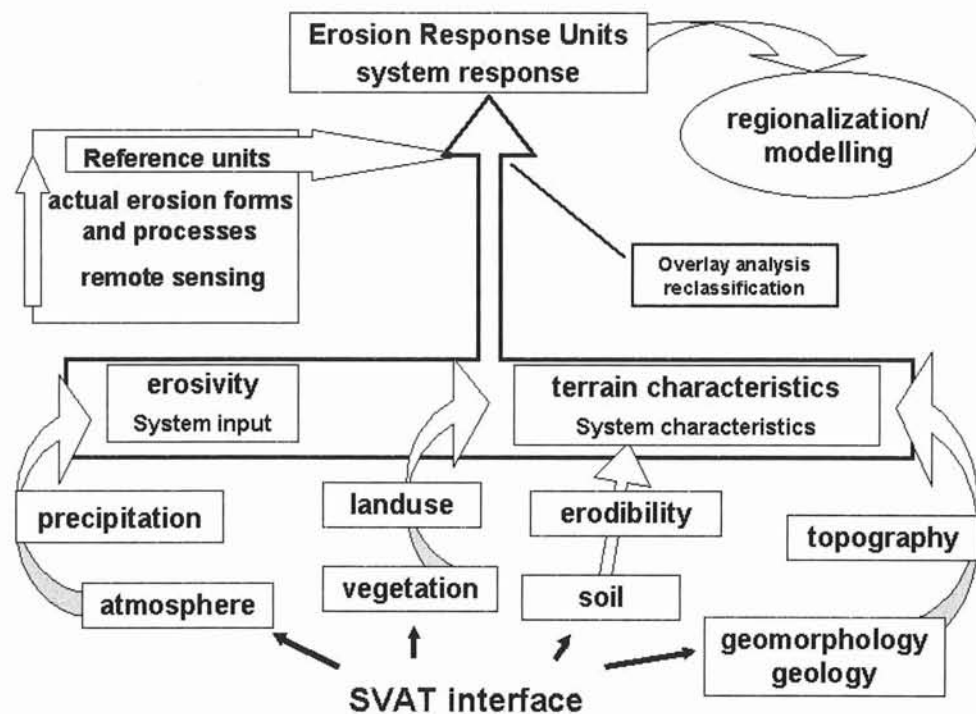 Erosion Response Units
system response
regionalization/
modelling
Reference units
actual erosion forms
and processes
remote sensing
Overlay analysis
reclassification
erosivity
System input
terrain characteristics
System characteristics
precipitation
landuse
erodibility
topography
atmosphere
vegetation
soil
geomorphology
geology
SVAT interface